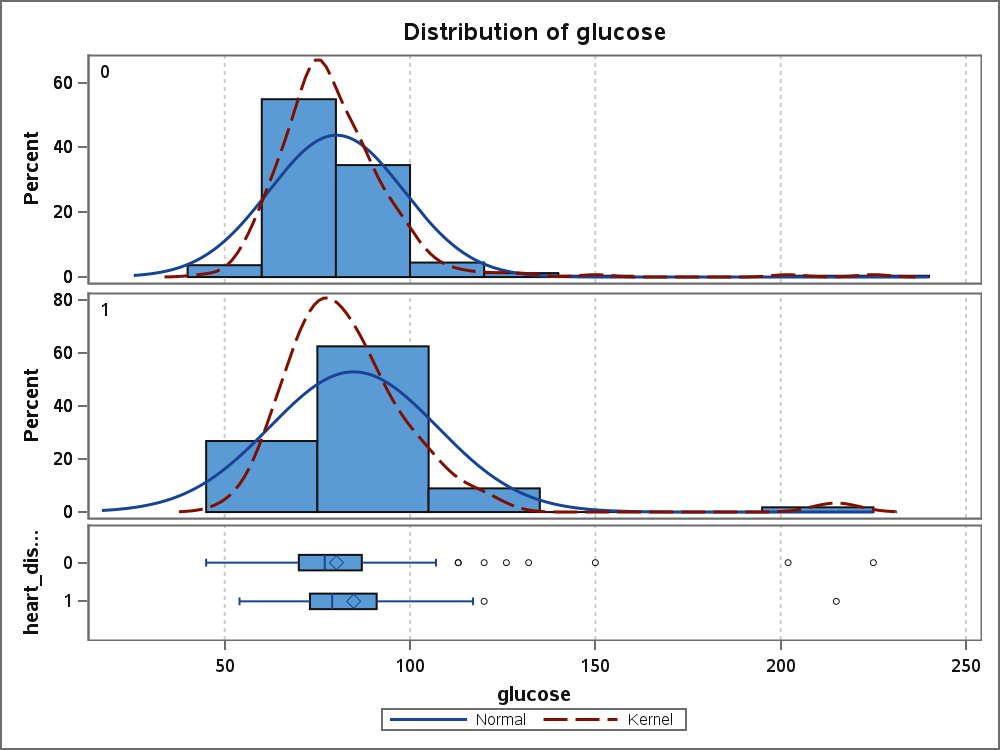 Distribution of glucose
0
Percent
60
40
20
0
1
Percent
80
60
40
20
0
heart_dis...
0
1
50 100 150 200 250
glucose
Normal Kernel